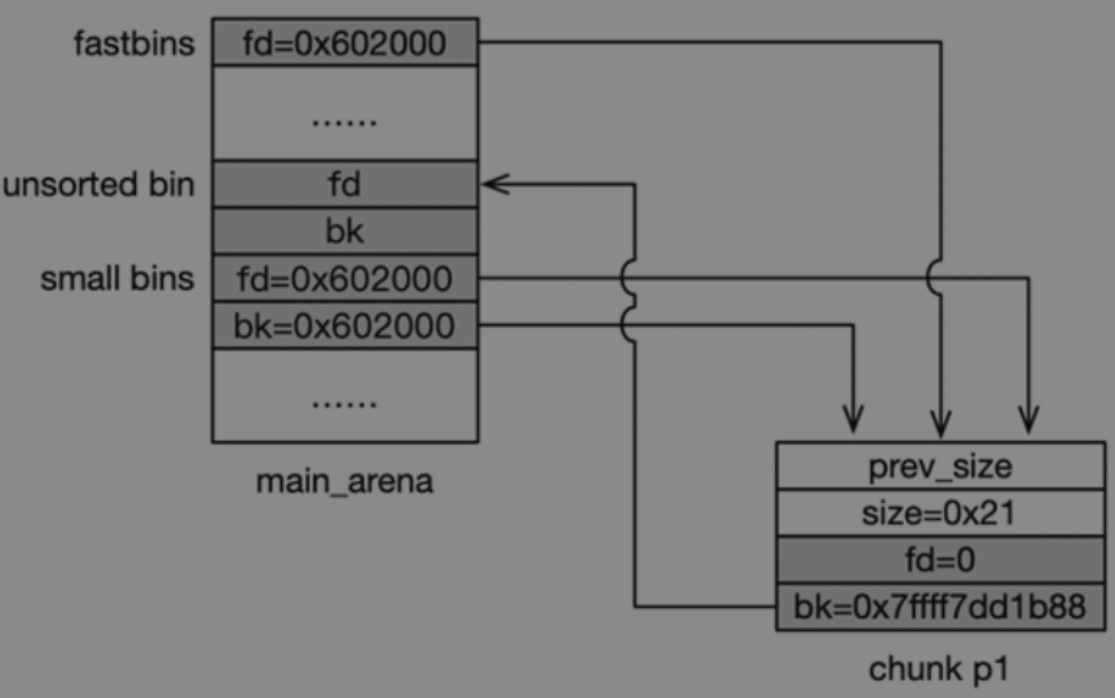 fastbins
fd=0x602000
......
unsorted bin
fd
bk
small bins
fd=0x602000
bk=0x602000
......
main_arena
prev_size
size=0x21
fd=0
bk=0x7ffff7dd1b88
chunk p1